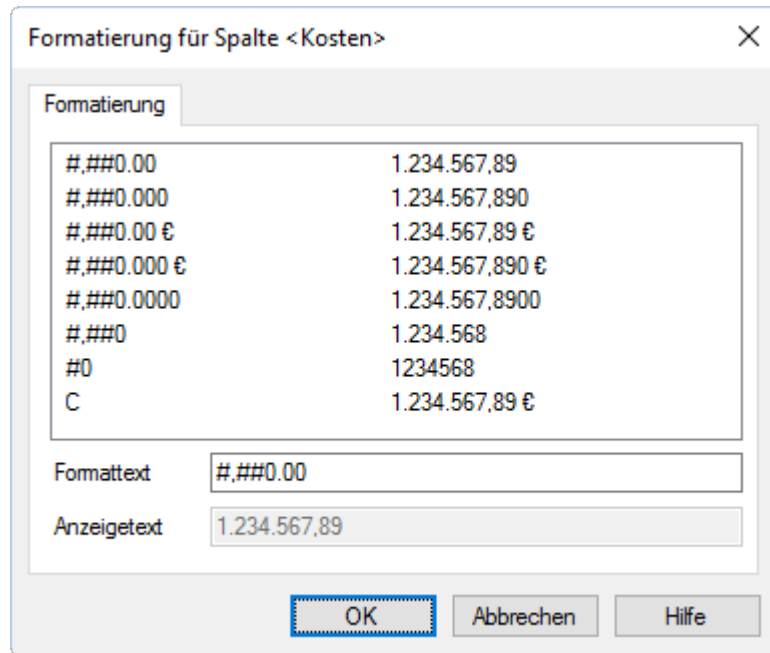 Formatierung für Spalte <Kosten>
Formatierung
#,##0.00 1.234.567,89
#,##0.000 1.234.567,890
#,##0.00 € 1.234.567,89 €
#,##0.000 € 1.234.567,890 €
#,##0.0000 1.234.567,8900
#,##0 1.234.568
#0 1234568
C 1.234.567,89 €
Formattext #,##0.00
Anzeigetext 1.234.567,89
OK Abbrechen Hilfe